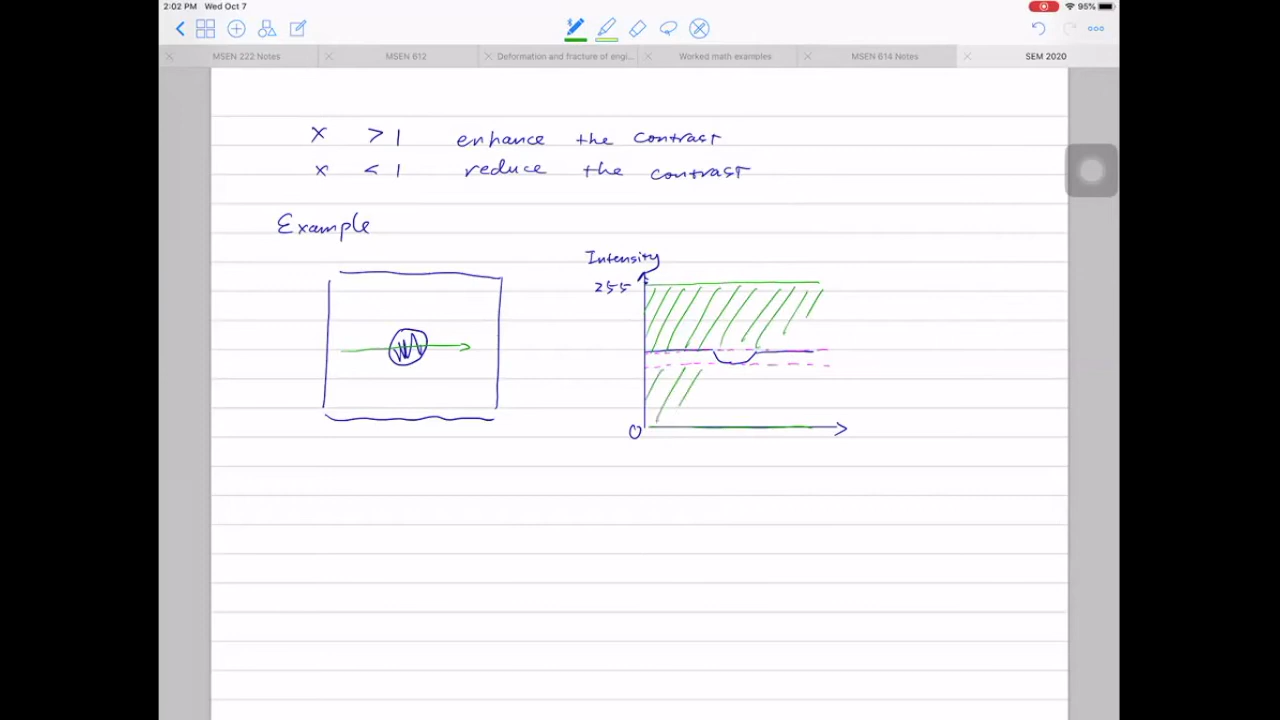 2:02 PM Wed Oct 7
95%
MSEN 222 Notes
MSEN 612
Deformation and fracture of engi...
Worked math examples
MSEN 614 Notes
SEM 2020
x > 1 enhance the contrast
x < 1 reduce the contrast
Example
Intensity
255
0